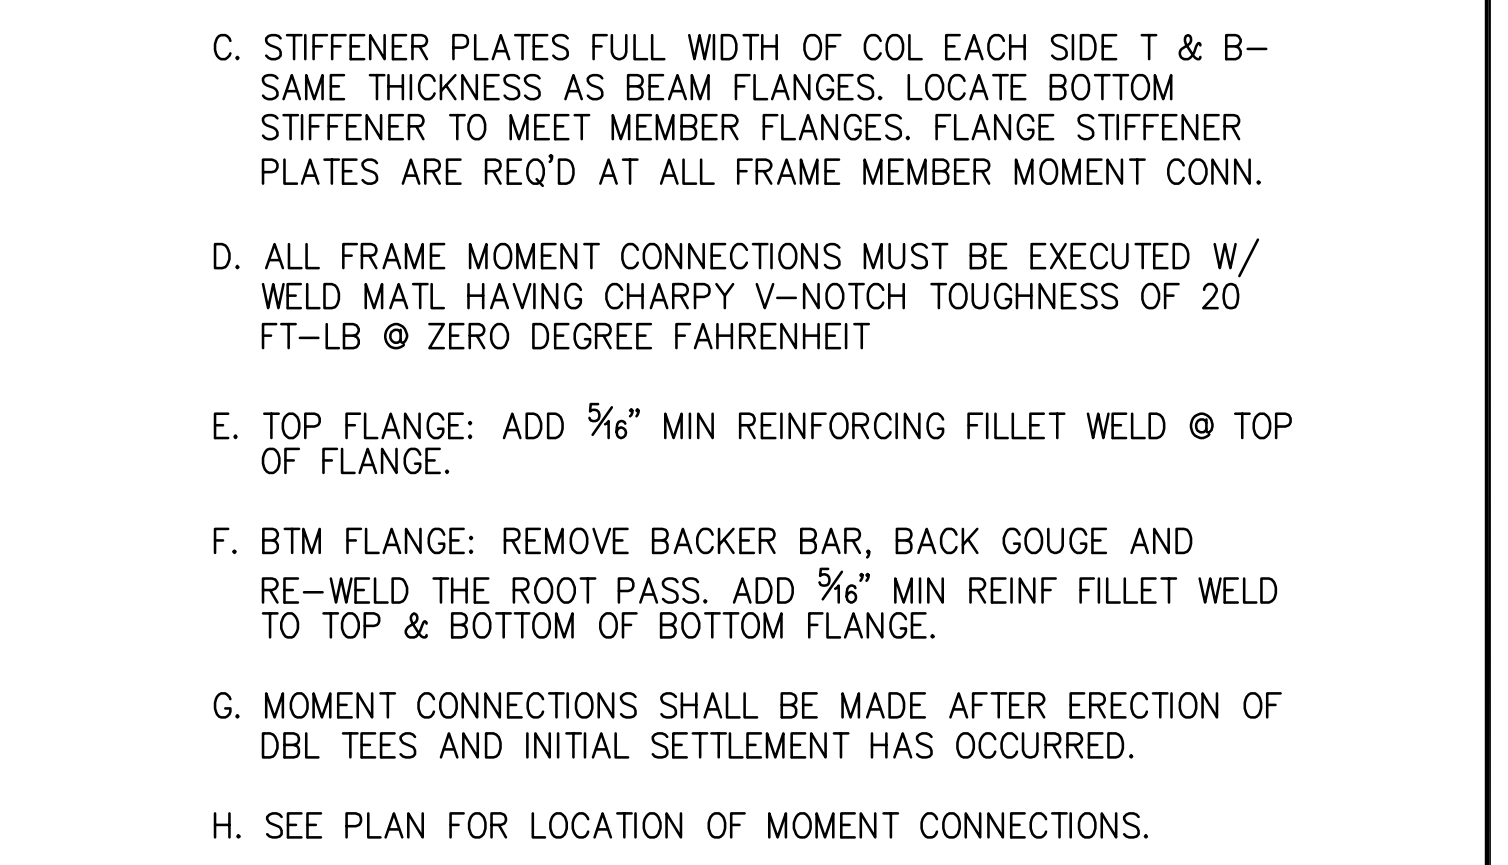 C. STIFFENER PLATES FULL WIDTH OF COL EACH SIDE T & B–
SAME THICKNESS AS BEAM FLANGES. LOCATE BOTTOM
STIFFENER TO MEET MEMBER FLANGES. FLANGE STIFFENER
PLATES ARE REQ'D AT ALL FRAME MEMBER MOMENT CONN.
D. ALL FRAME MOMENT CONNECTIONS MUST BE EXECUTED W/
WELD MATL HAVING CHARPY V–NOTCH TOUGHNESS OF 20
FT–LB @ ZERO DEGREE FAHRENHEIT
E. TOP FLANGE: ADD 5/16" MIN REINFORCING FILLET WELD @ TOP
OF FLANGE.
F. BTM FLANGE: REMOVE BACKER BAR, BACK GOUGE AND
RE–WELD THE ROOT PASS. ADD 5/16" MIN REINF FILLET WELD
TO TOP & BOTTOM OF BOTTOM FLANGE.
G. MOMENT CONNECTIONS SHALL BE MADE AFTER ERECTION OF
DBL TEES AND INITIAL SETTLEMENT HAS OCCURRED.
H. SEE PLAN FOR LOCATION OF MOMENT CONNECTIONS.